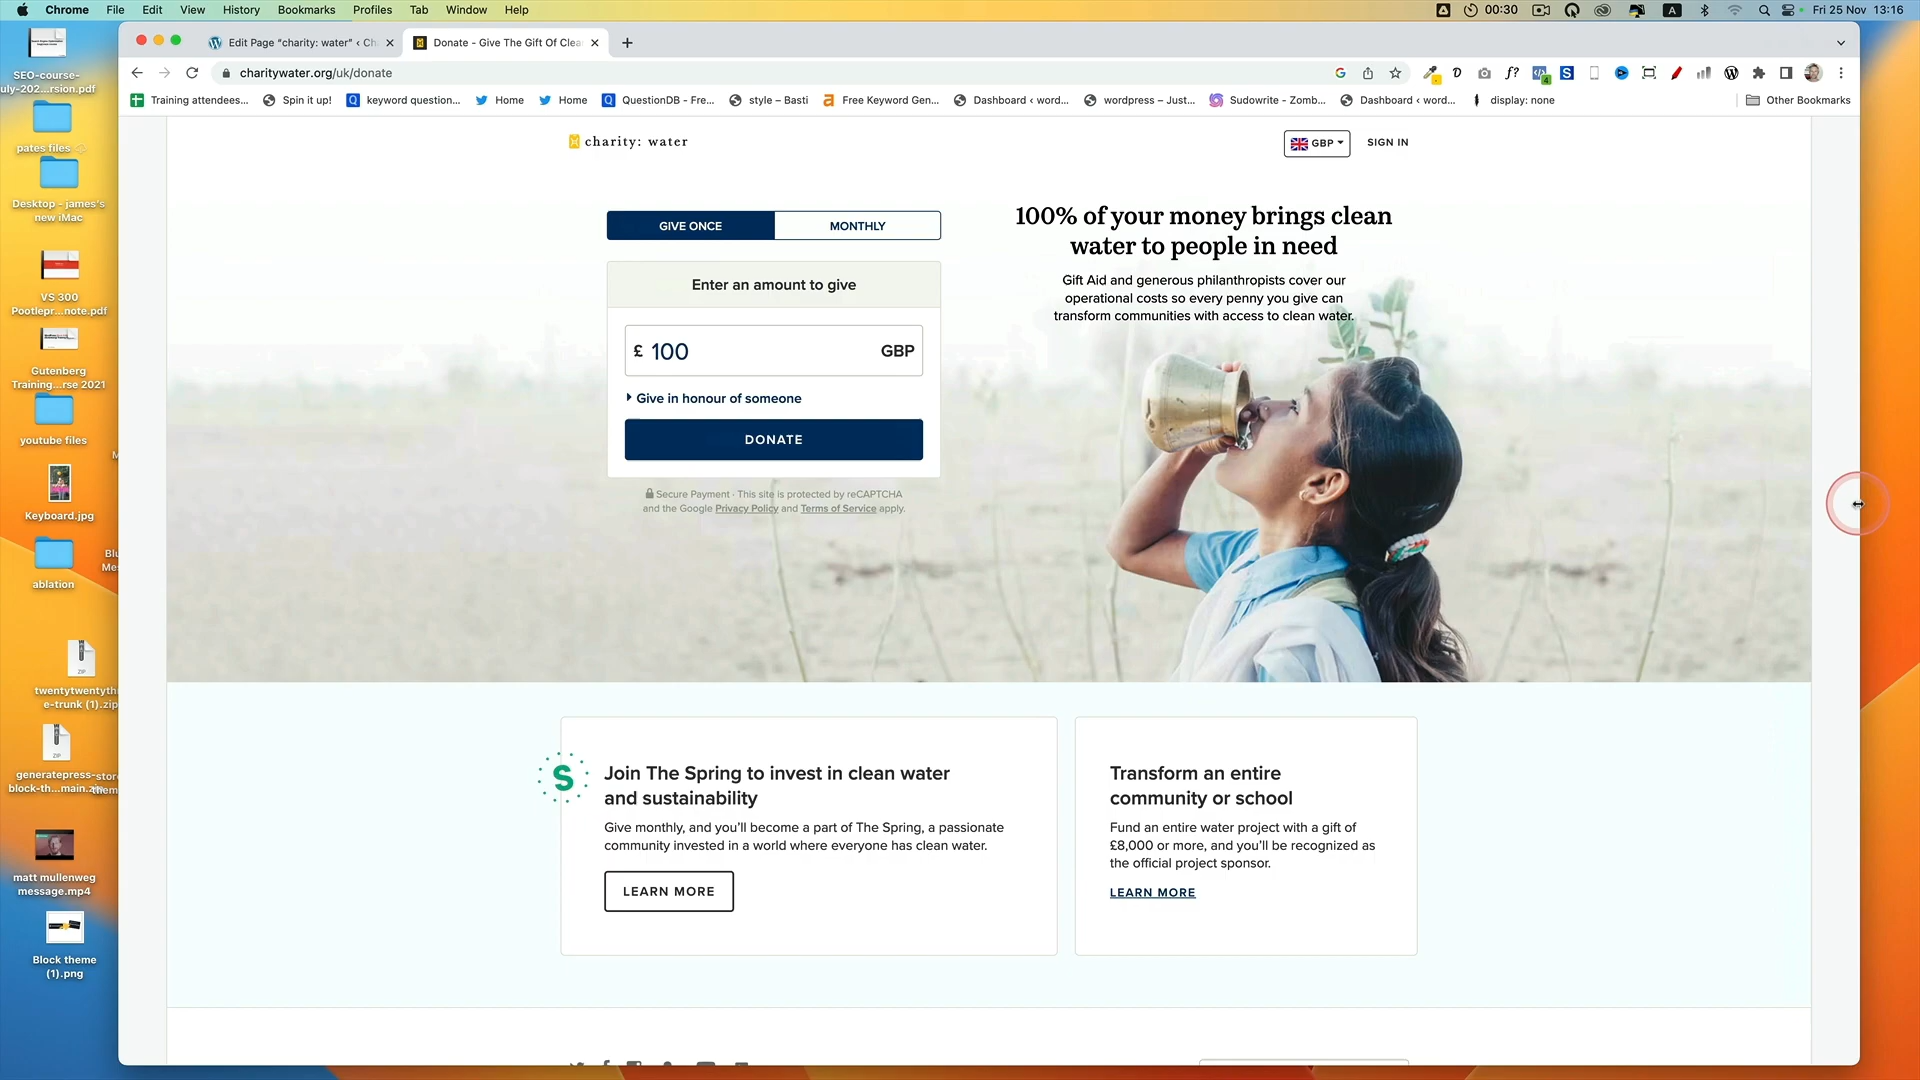 Chrome File Edit View History Bookmarks Profiles Tab Window Help
00:30 A Fri 25 Nov 13:16
Edit Page “charity: water” ‹ Ch
Donate - Give The Gift Of Clea
charitywater.org/uk/donate
Training attendees...
Spin it up!
keyword question...
Home
Home
QuestionDB - Fre...
style – Basti
Free Keyword Gen...
Dashboard ‹ word...
wordpress – Just...
Sudowrite - Zomb...
Dashboard ‹ word...
display: none
Other Bookmarks
charity: water
GBP
SIGN IN
GIVE ONCE
MONTHLY
Enter an amount to give
£ 100 GBP
Give in honour of someone
DONATE
Secure Payment · This site is protected by reCAPTCHA
and the Google Privacy Policy and Terms of Service apply.
100% of your money brings clean
water to people in need
Gift Aid and generous philanthropists cover our
operational costs so every penny you give can
transform communities with access to clean water.
S
Join The Spring to invest in clean water
and sustainability
Give monthly, and you’ll become a part of The Spring, a passionate
community invested in a world where everyone has clean water.
LEARN MORE
Transform an entire
community or school
Fund an entire water project with a gift of
£8,000 or more, and you’ll be recognized as
the official project sponsor.
LEARN MORE
SEO-course-
uly-202...rsion.pdf
pates files
Desktop - james's
new iMac
VS 300
Pootlepr...note.pdf
Gutenberg
Training...rse 2021
youtube files
Keyboard.jpg
ablation
ZIP
twentytwentythr
e-trunk (1).zip
ZIP
generatepress-
block-th...main.zip
matt mullenweg
message.mp4
Block theme
(1).png